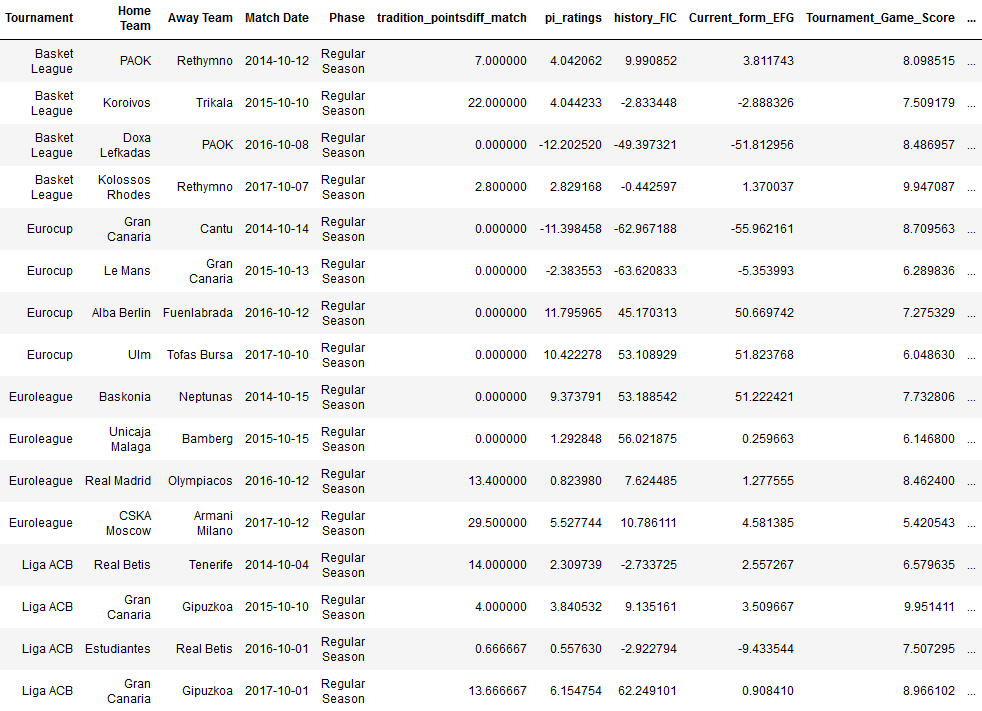 Tournament Home Team Away Team Match Date Phase tradition_pointsdiff_match pi_ratings history_FIC Current_form_EFG Tournament_Game_Score ...
Basket League PAOK Rethymno 2014-10-12 Regular Season 7.000000 4.042062 9.990852 3.811743 8.098515 ...
Basket League Koroivos Trikala 2015-10-10 Regular Season 22.000000 4.044233 -2.833448 -2.888326 7.509179 ...
Basket League Doxa Lefkadas PAOK 2016-10-08 Regular Season 0.000000 -12.202520 -49.397321 -51.812956 8.486957 ...
Basket League Kolossos Rhodes Rethymno 2017-10-07 Regular Season 2.800000 2.829168 -0.442597 1.370037 9.947087 ...
Eurocup Gran Canaria Cantu 2014-10-14 Regular Season 0.000000 -11.398458 -62.967188 -55.962161 8.709563 ...
Eurocup Le Mans Gran Canaria 2015-10-13 Regular Season 0.000000 -2.383553 -63.620833 -5.353993 6.289836 ...
Eurocup Alba Berlin Fuenlabrada 2016-10-12 Regular Season 0.000000 11.795965 45.170313 50.669742 7.275329 ...
Eurocup Ulm Tofas Bursa 2017-10-10 Regular Season 0.000000 10.422278 53.108929 51.823768 6.048630 ...
Euroleague Baskonia Neptunas 2014-10-15 Regular Season 0.000000 9.373791 53.188542 51.222421 7.732806 ...
Euroleague Unicaja Malaga Bamberg 2015-10-15 Regular Season 0.000000 1.292848 56.021875 0.259663 6.146800 ...
Euroleague Real Madrid Olympiacos 2016-10-12 Regular Season 13.400000 0.823980 7.624485 1.277555 8.462400 ...
Euroleague CSKA Moscow Armani Milano 2017-10-12 Regular Season 29.500000 5.527744 10.786111 4.581385 5.420543 ...
Liga ACB Real Betis Tenerife 2014-10-04 Regular Season 14.000000 2.309739 -2.733725 2.557267 6.579635 ...
Liga ACB Gran Canaria Gipuzkoa 2015-10-10 Regular Season 4.000000 3.840532 9.135161 3.509667 9.951411 ...
Liga ACB Estudiantes Real Betis 2016-10-01 Regular Season 0.666667 0.557630 -2.922794 -9.433544 7.507295 ...
Liga ACB Gran Canaria Gipuzkoa 2017-10-01 Regular Season 13.666667 6.154754 62.249101 0.908410 8.966102 ...